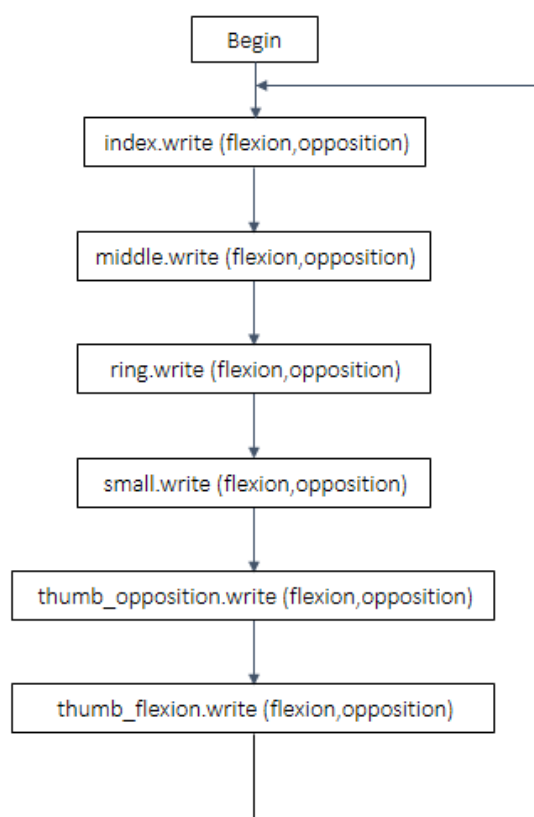 Begin
index.write (flexion,opposition)
middle.write (flexion,opposition)
ring.write (flexion,opposition)
small.write (flexion,opposition)
thumb_opposition.write (flexion,opposition)
thumb_flexion.write (flexion,opposition)